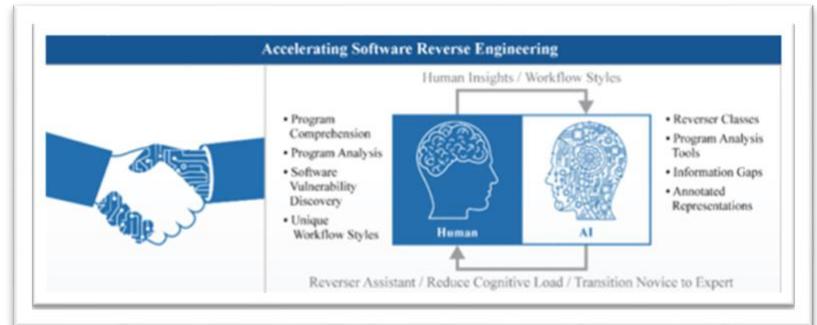 Accelerating Software Reverse Engineering
Human Insights / Workflow Styles
• Program
Comprehension
• Program Analysis
• Software
Vulnerability
Discovery
• Unique
Workflow Styles
Human
AI
• Reverser Classes
• Program Analysis
Tools
• Information Gaps
• Annotated
Representations
Reverser Assistant / Reduce Cognitive Load / Transition Novice to Expert